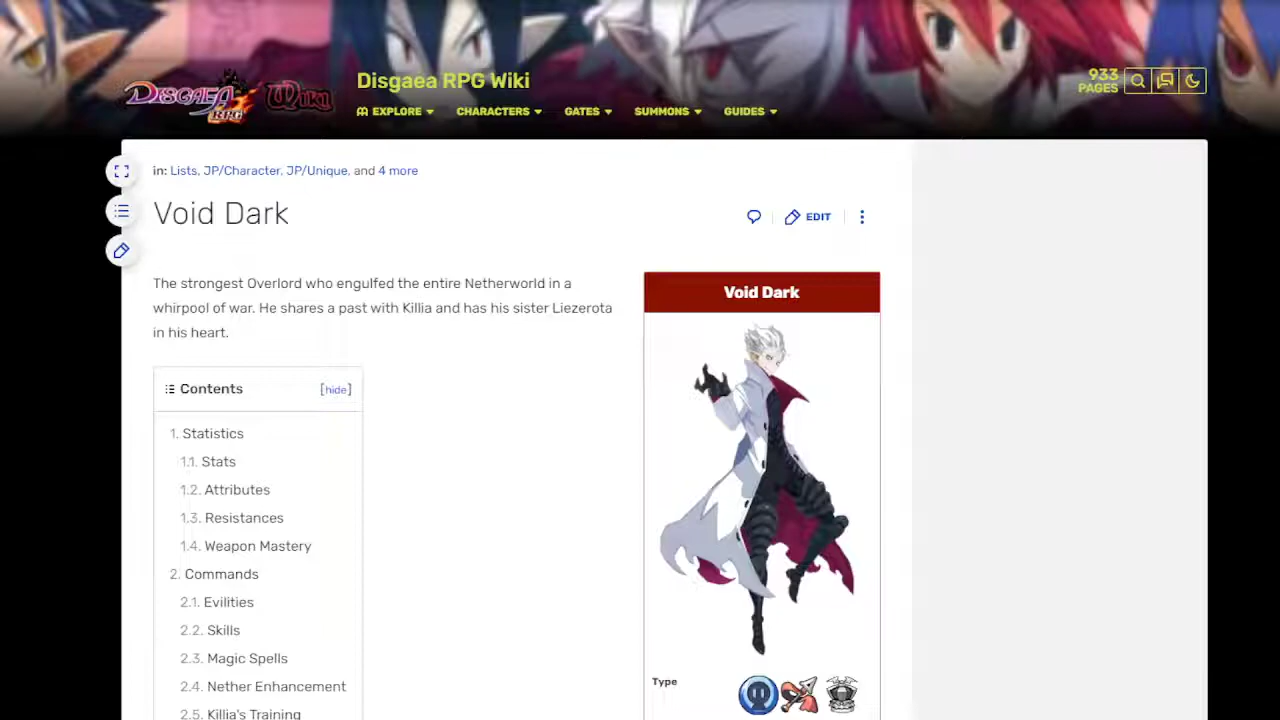 DISGAEA RPG Wiki
Disgaea RPG Wiki
EXPLORE CHARACTERS GATES SUMMONS GUIDES
933 PAGES
in: Lists, JP/Character, JP/Unique, and 4 more
Void Dark
EDIT
The strongest Overlord who engulfed the entire Netherworld in a
whirpool of war. He shares a past with Killia and has his sister Liezerota
in his heart.
Contents [hide]
1. Statistics
1.1. Stats
1.2. Attributes
1.3. Resistances
1.4. Weapon Mastery
2. Commands
2.1. Evilities
2.2. Skills
2.3. Magic Spells
2.4. Nether Enhancement
2.5. Killia's Training
Void Dark
Type